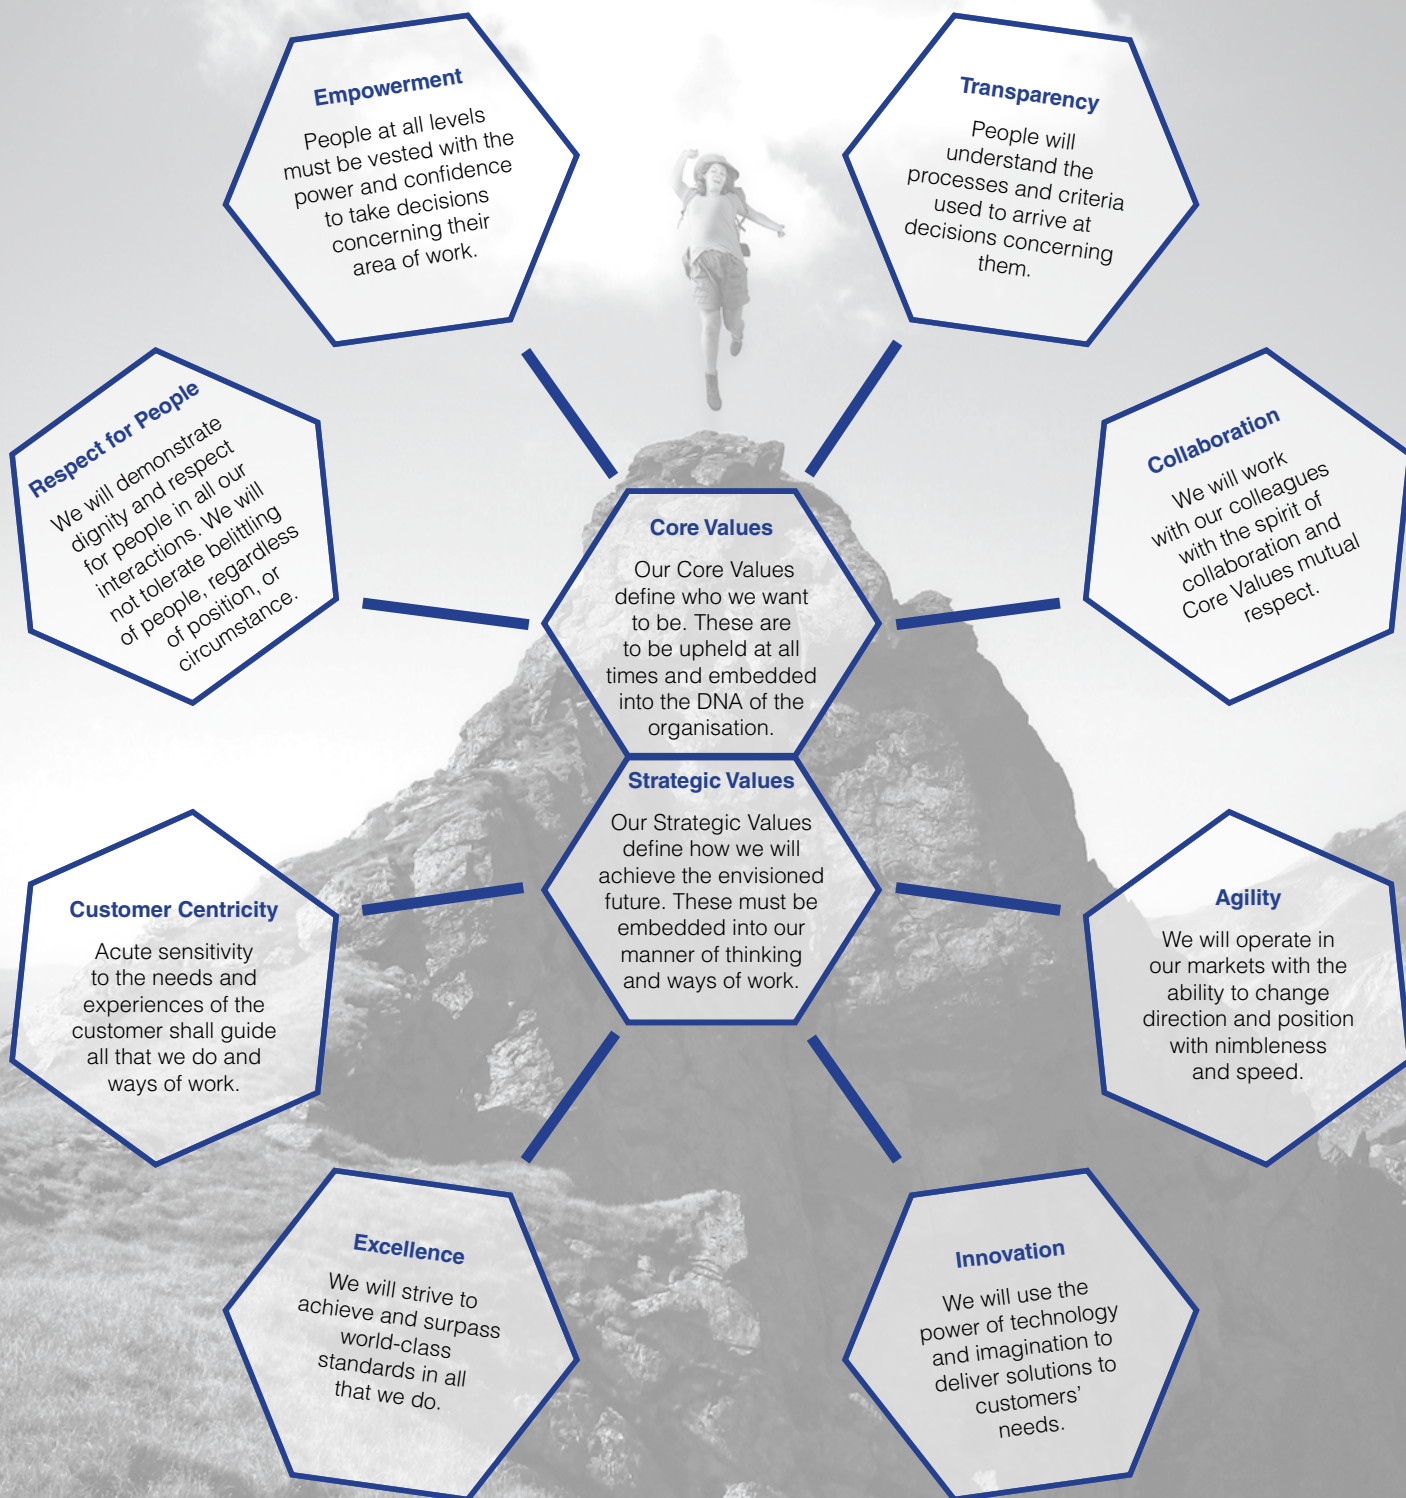 Empowerment
People at all levels
must be vested with the
power and confidence
to take decisions
concerning their
area of work.
Transparency
People will
understand the
processes and criteria
used to arrive at
decisions concerning
them.
Respect for People
We will demonstrate
dignity and respect
for people in all our
interactions. We will
not tolerate belittling
of people, regardless
of position, or
circumstance.
Collaboration
We will work
with our colleagues
with the spirit of
collaboration and
Core Values mutual
respect.
Core Values
Our Core Values
define who we want
to be. These are
to be upheld at all
times and embedded
into the DNA of the
organisation.
Strategic Values
Our Strategic Values
define how we will
achieve the envisioned
future. These must be
embedded into our
manner of thinking
and ways of work.
Customer Centricity
Acute sensitivity
to the needs and
experiences of the
customer shall guide
all that we do and
ways of work.
Agility
We will operate in
our markets with the
ability to change
direction and position
with nimbleness
and speed.
Excellence
We will strive to
achieve and surpass
world-class
standards in all
that we do.
Innovation
We will use the
power of technology
and imagination to
deliver solutions to
customers’
needs.